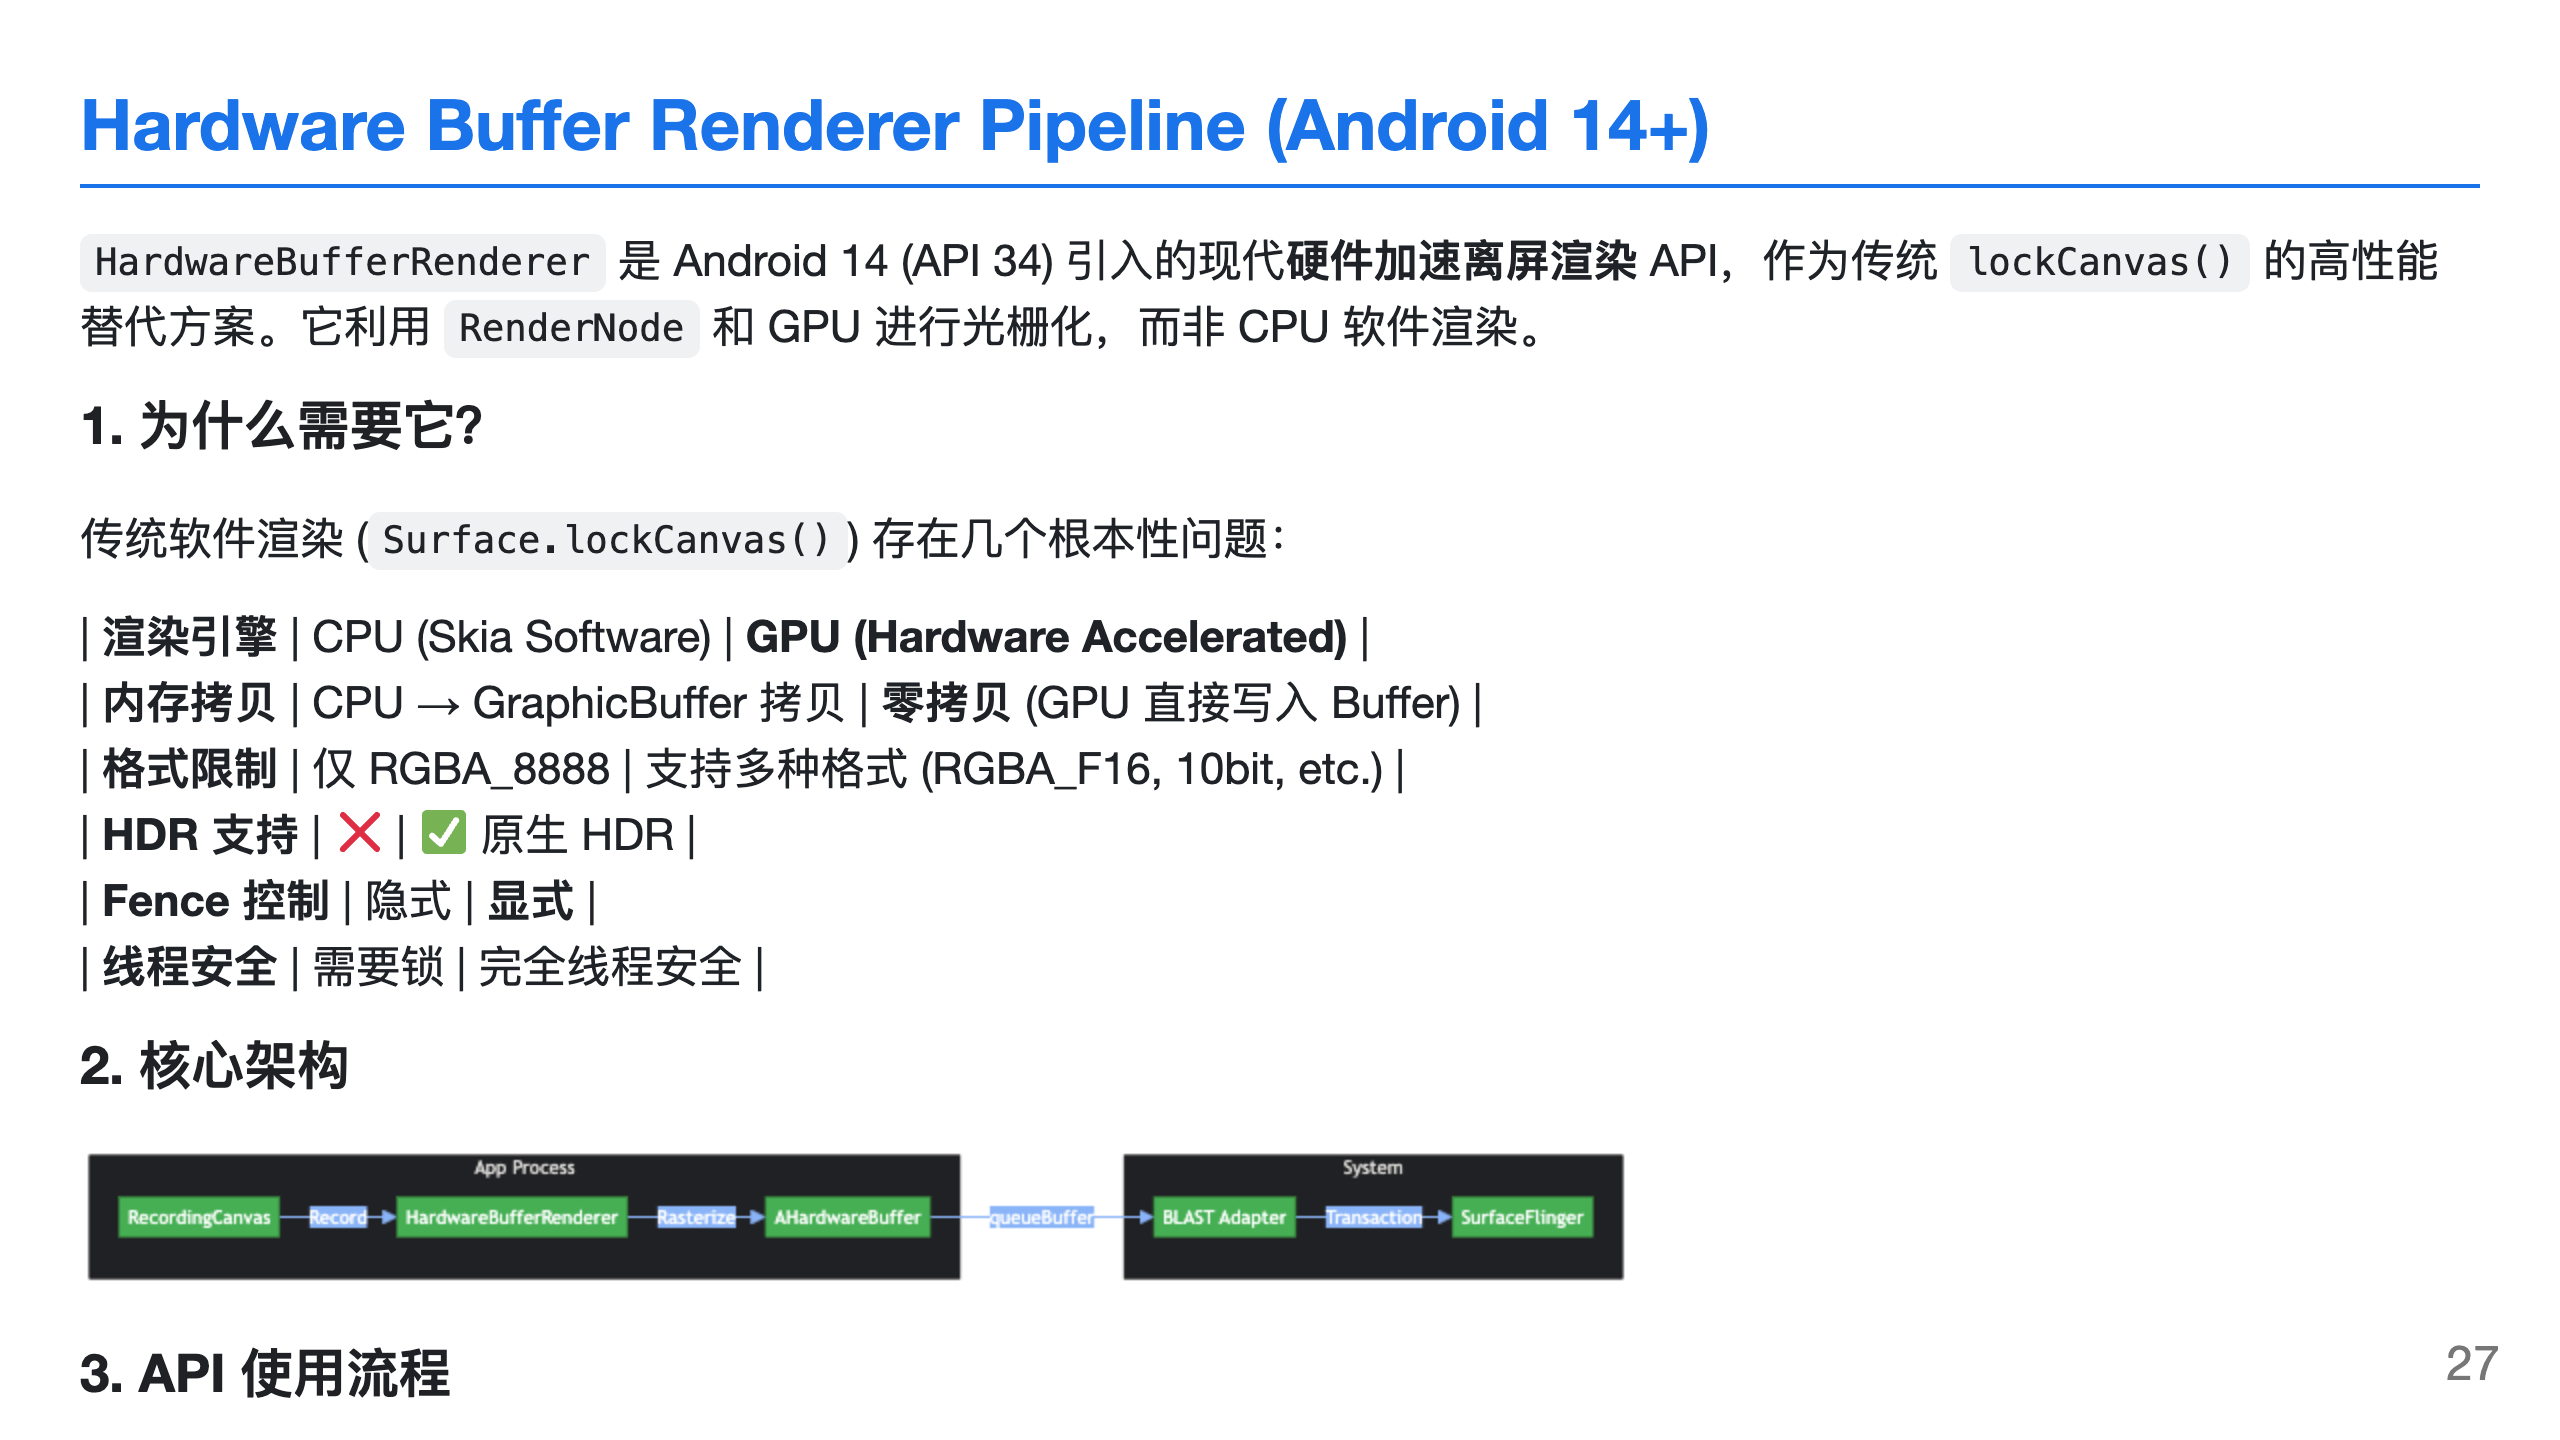 Hardware Buffer Renderer Pipeline (Android 14+)
HardwareBufferRenderer 是 Android 14 (API 34) 引入的现代硬件加速离屏渲染 API，作为传统 lockCanvas() 的高性能
替代方案。它利用 RenderNode 和 GPU 进行光栅化，而非 CPU 软件渲染。
1. 为什么需要它?
传统软件渲染 ( Surface.lockCanvas() ) 存在几个根本性问题：
| 渲染引擎 | CPU (Skia Software) | GPU (Hardware Accelerated) |
| 内存拷贝 | CPU → GraphicBuffer 拷贝 | 零拷贝 (GPU 直接写入 Buffer) |
| 格式限制 | 仅 RGBA_8888 | 支持多种格式 (RGBA_F16, 10bit, etc.) |
| HDR 支持 | ❌ | ✅ 原生 HDR |
| Fence 控制 | 隐式 | 显式 |
| 线程安全 | 需要锁 | 完全线程安全 |
2. 核心架构
App Process
RecordingCanvas Record HardwareBufferRenderer Rasterize AHardwareBuffer queueBuffer
System
BLAST Adapter Transaction SurfaceFlinger
3. API 使用流程
27